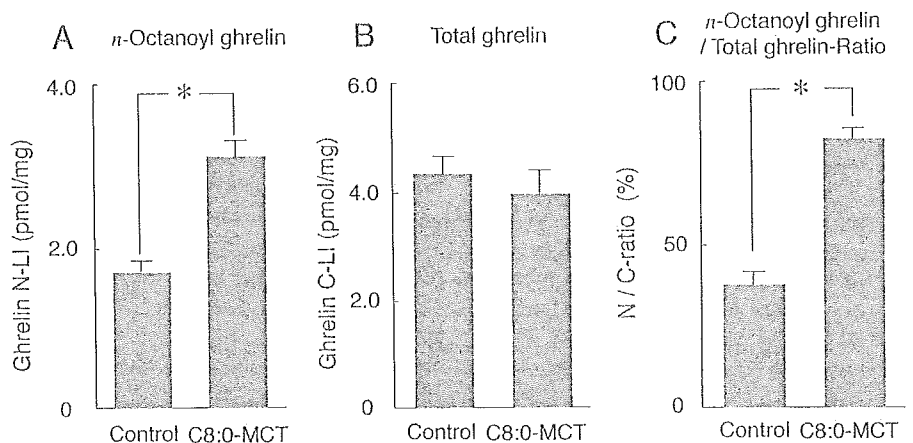 A n-Octanoyl ghrelin
4.0
2.0
0
Ghrelin N-LI (pmol/mg)
*
Control C8:0-MCT
B Total ghrelin
6.0
4.0
2.0
0
Ghrelin C-LI (pmol/mg)
Control C8:0-MCT
C n-Octanoyl ghrelin
/ Total ghrelin-Ratio
100
50
0
N / C-ratio (%)
*
Control C8:0-MCT